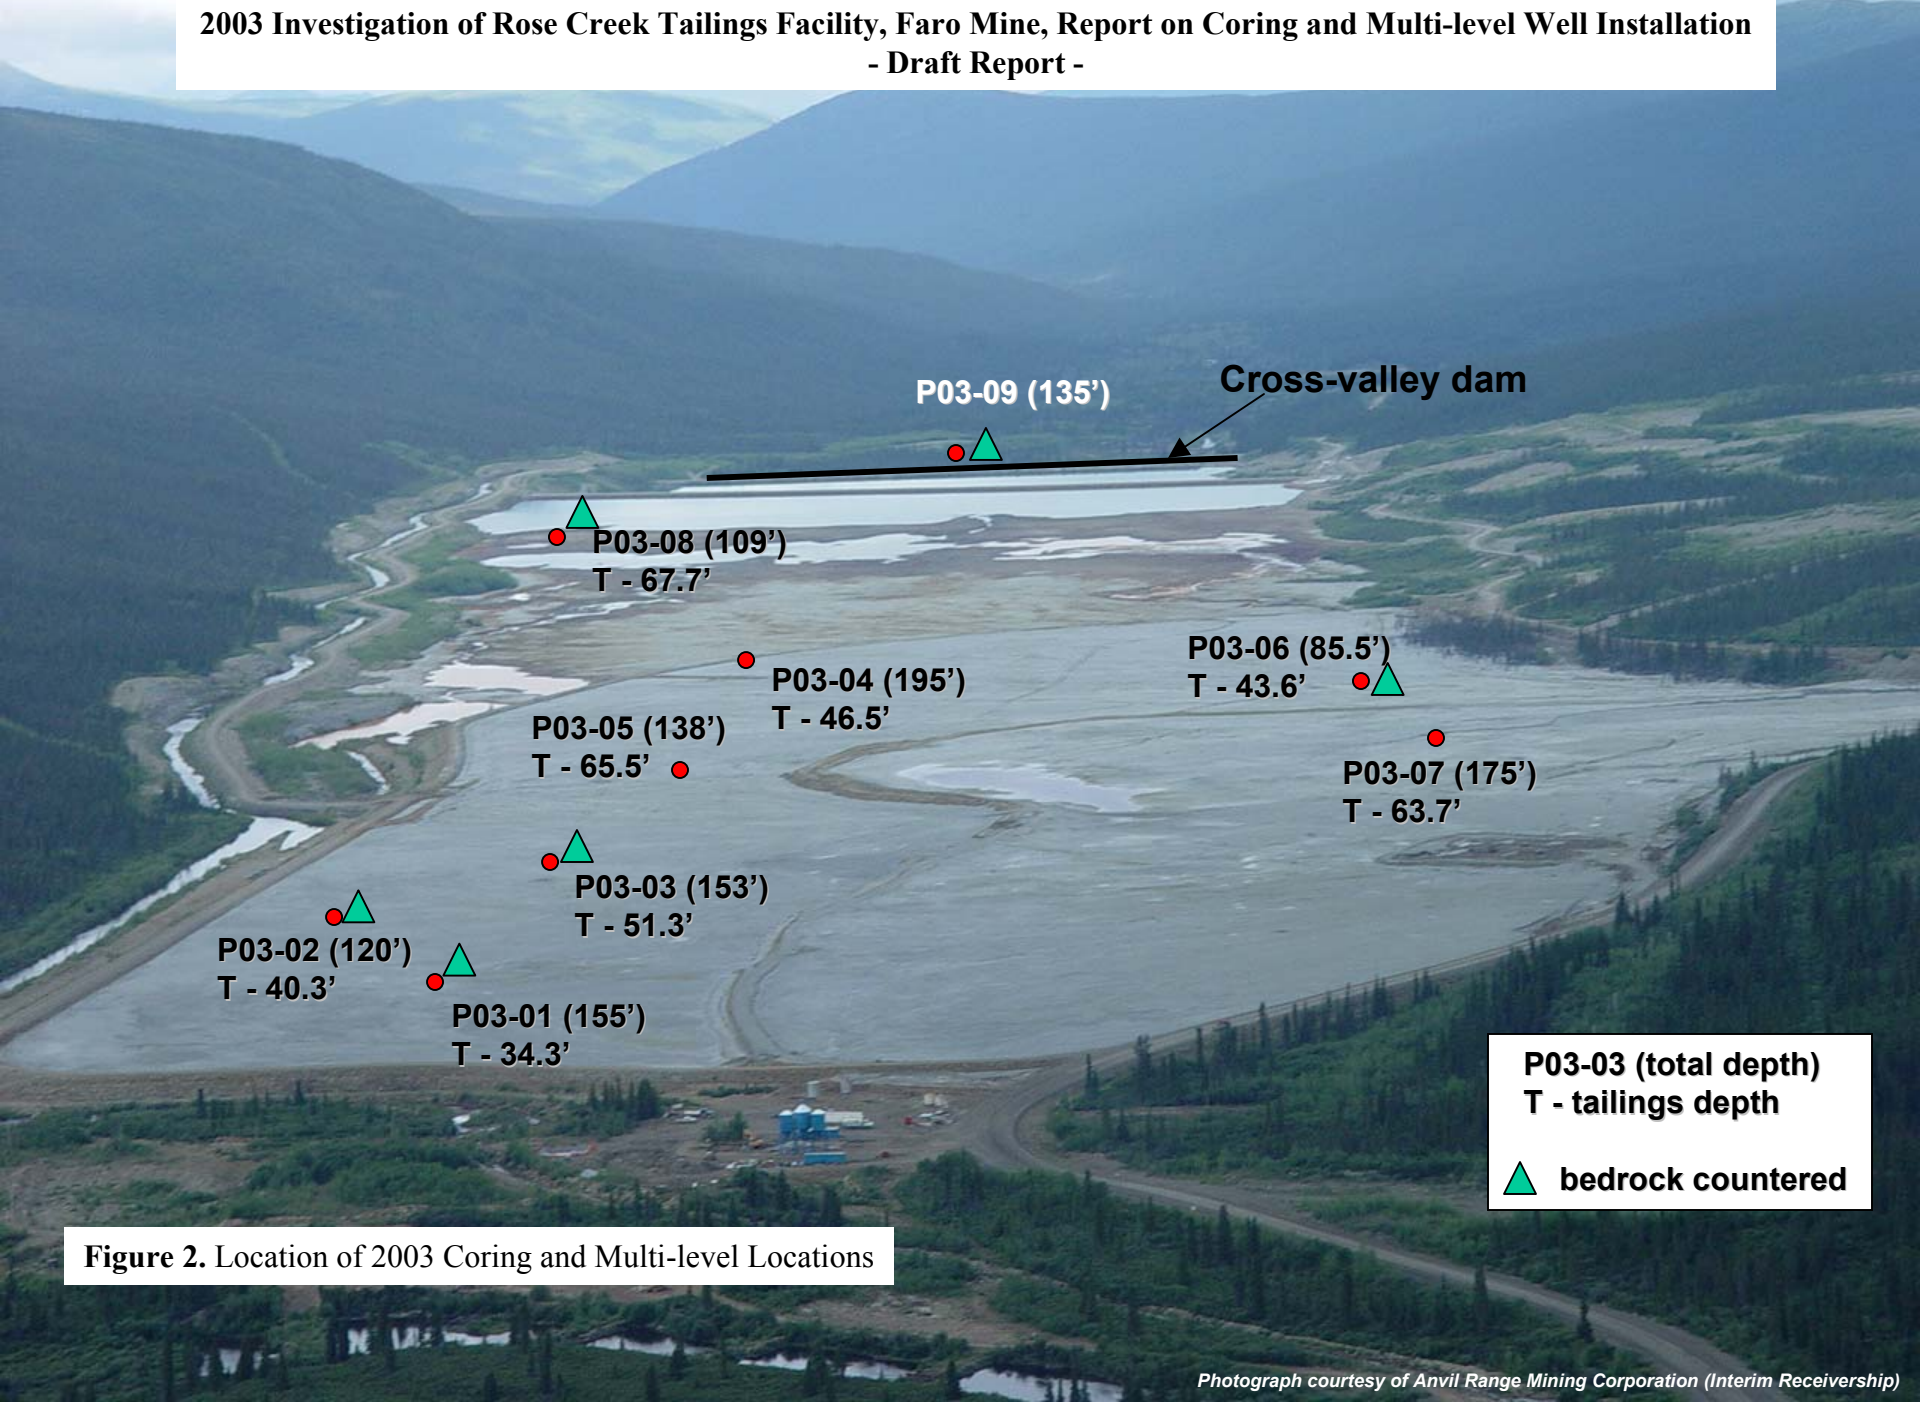 2003 Investigation of Rose Creek Tailings Facility, Faro Mine, Report on Coring and Multi-level Well Installation
- Draft Report -
Cross-valley dam
P03-09 (135’)
P03-08 (109’)
T - 67.7’
P03-06 (85.5’)
T - 43.6’
P03-04 (195’)
T - 46.5’
P03-05 (138’)
T - 65.5’
P03-07 (175’)
T - 63.7’
P03-03 (153’)
T - 51.3’
P03-02 (120’)
T - 40.3’
P03-01 (155’)
T - 34.3’
P03-03 (total depth)
T - tailings depth
bedrock countered
Figure 2. Location of 2003 Coring and Multi-level Locations
Photograph courtesy of Anvil Range Mining Corporation (Interim Receivership)